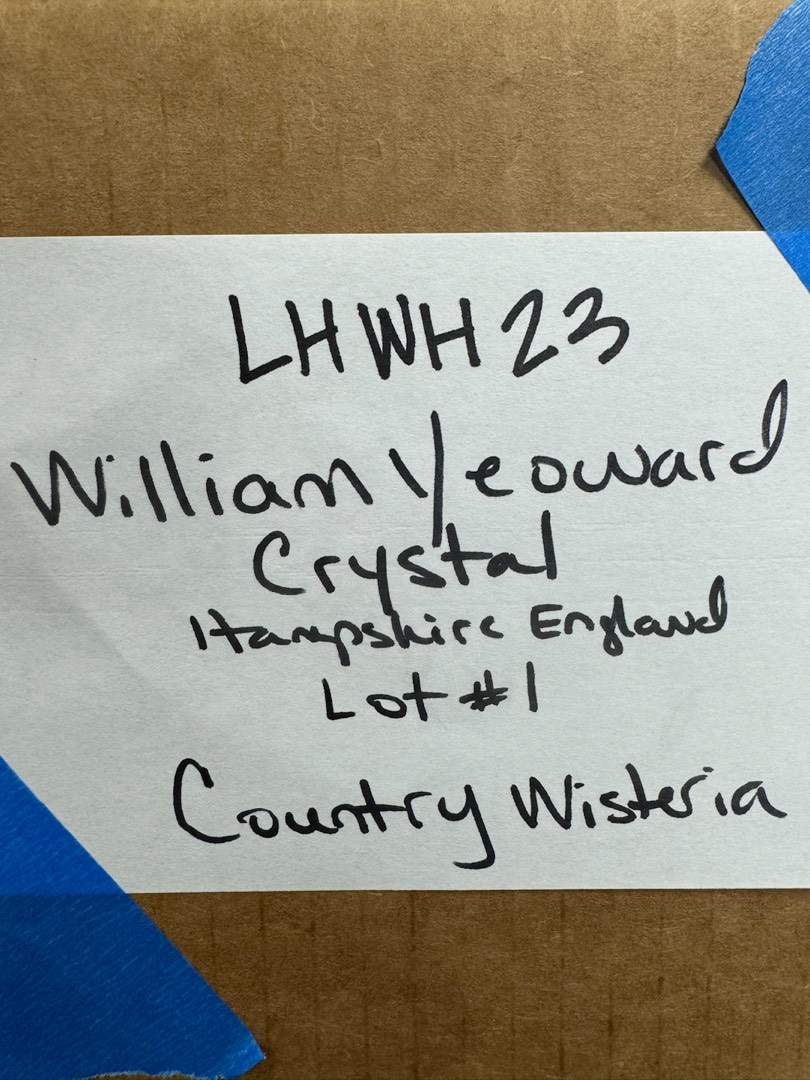 LHWH23
William Yeoward
Crystal
Hampshire England
Lot #1
Country Wisteria